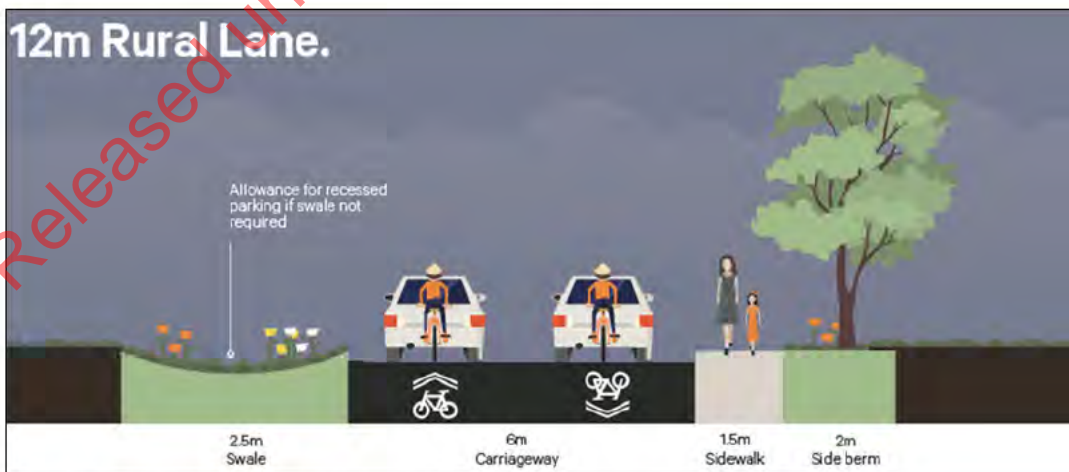 12m Rural Lane.
Released un
Allowance for recessed
parking if swale not
required
2.5m
Swale
6m
Carriageway
1.5m
Sidewalk
2m
Side berm